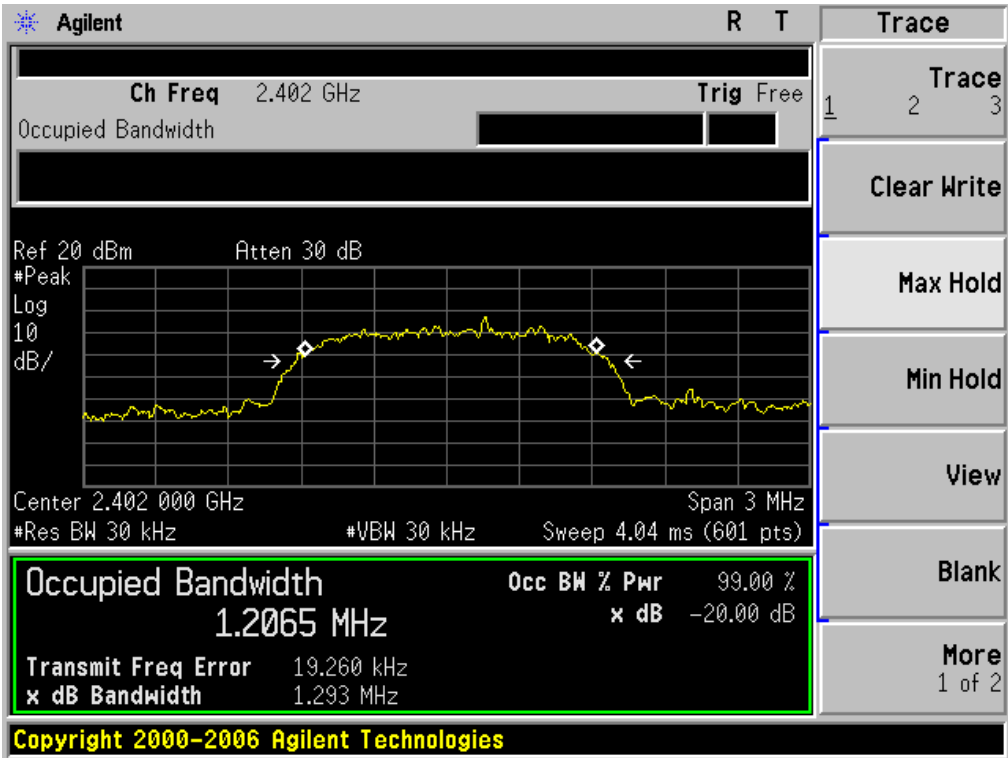 Agilent R T
Ch Freq 2.402 GHz Trig Free
Occupied Bandwidth
Ref 20 dBm Atten 30 dB
#Peak
Log
10
dB/
Center 2.402 000 GHz Span 3 MHz
#Res BW 30 kHz #VBW 30 kHz Sweep 4.04 ms (601 pts)
Occupied Bandwidth Occ BW % Pwr 99.00 %
1.2065 MHz x dB -20.00 dB
Transmit Freq Error 19.260 kHz
x dB Bandwidth 1.293 MHz
Copyright 2000-2006 Agilent Technologies
Trace
Trace
1 2 3
Clear Write
Max Hold
Min Hold
View
Blank
More
1 of 2